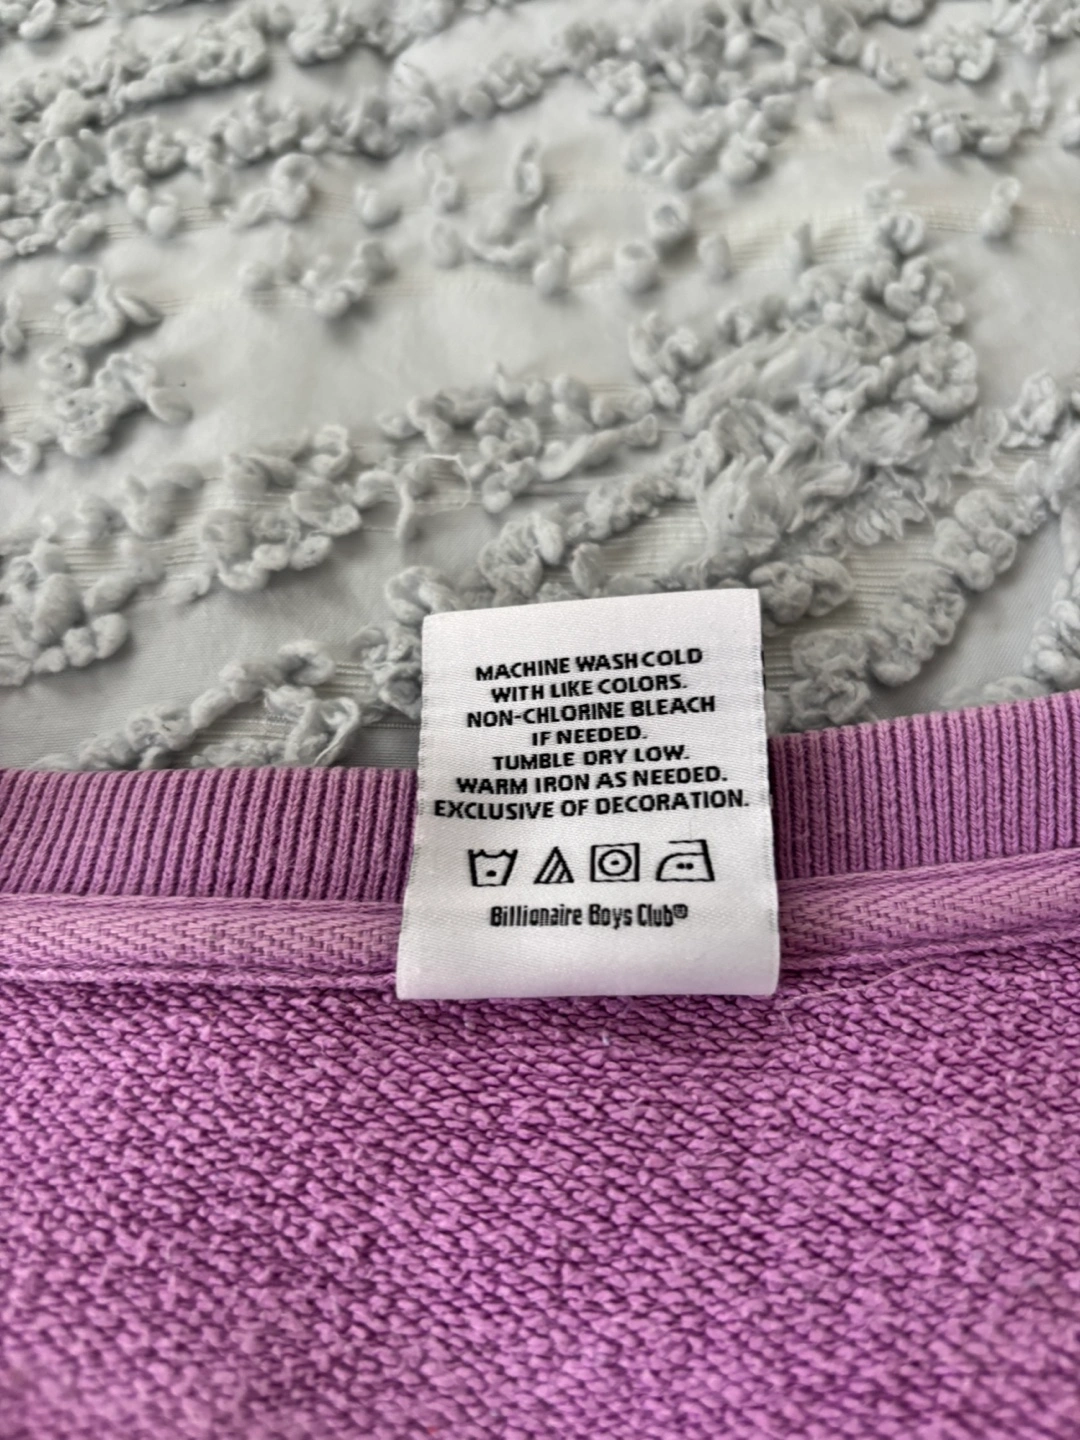 MACHINE WASH COLD
WITH LIKE COLORS.
NON-CHLORINE BLEACH
IF NEEDED.
TUMBLE DRY LOW.
WARM IRON AS NEEDED.
EXCLUSIVE OF DECORATION.
Billionaire Boys Club®